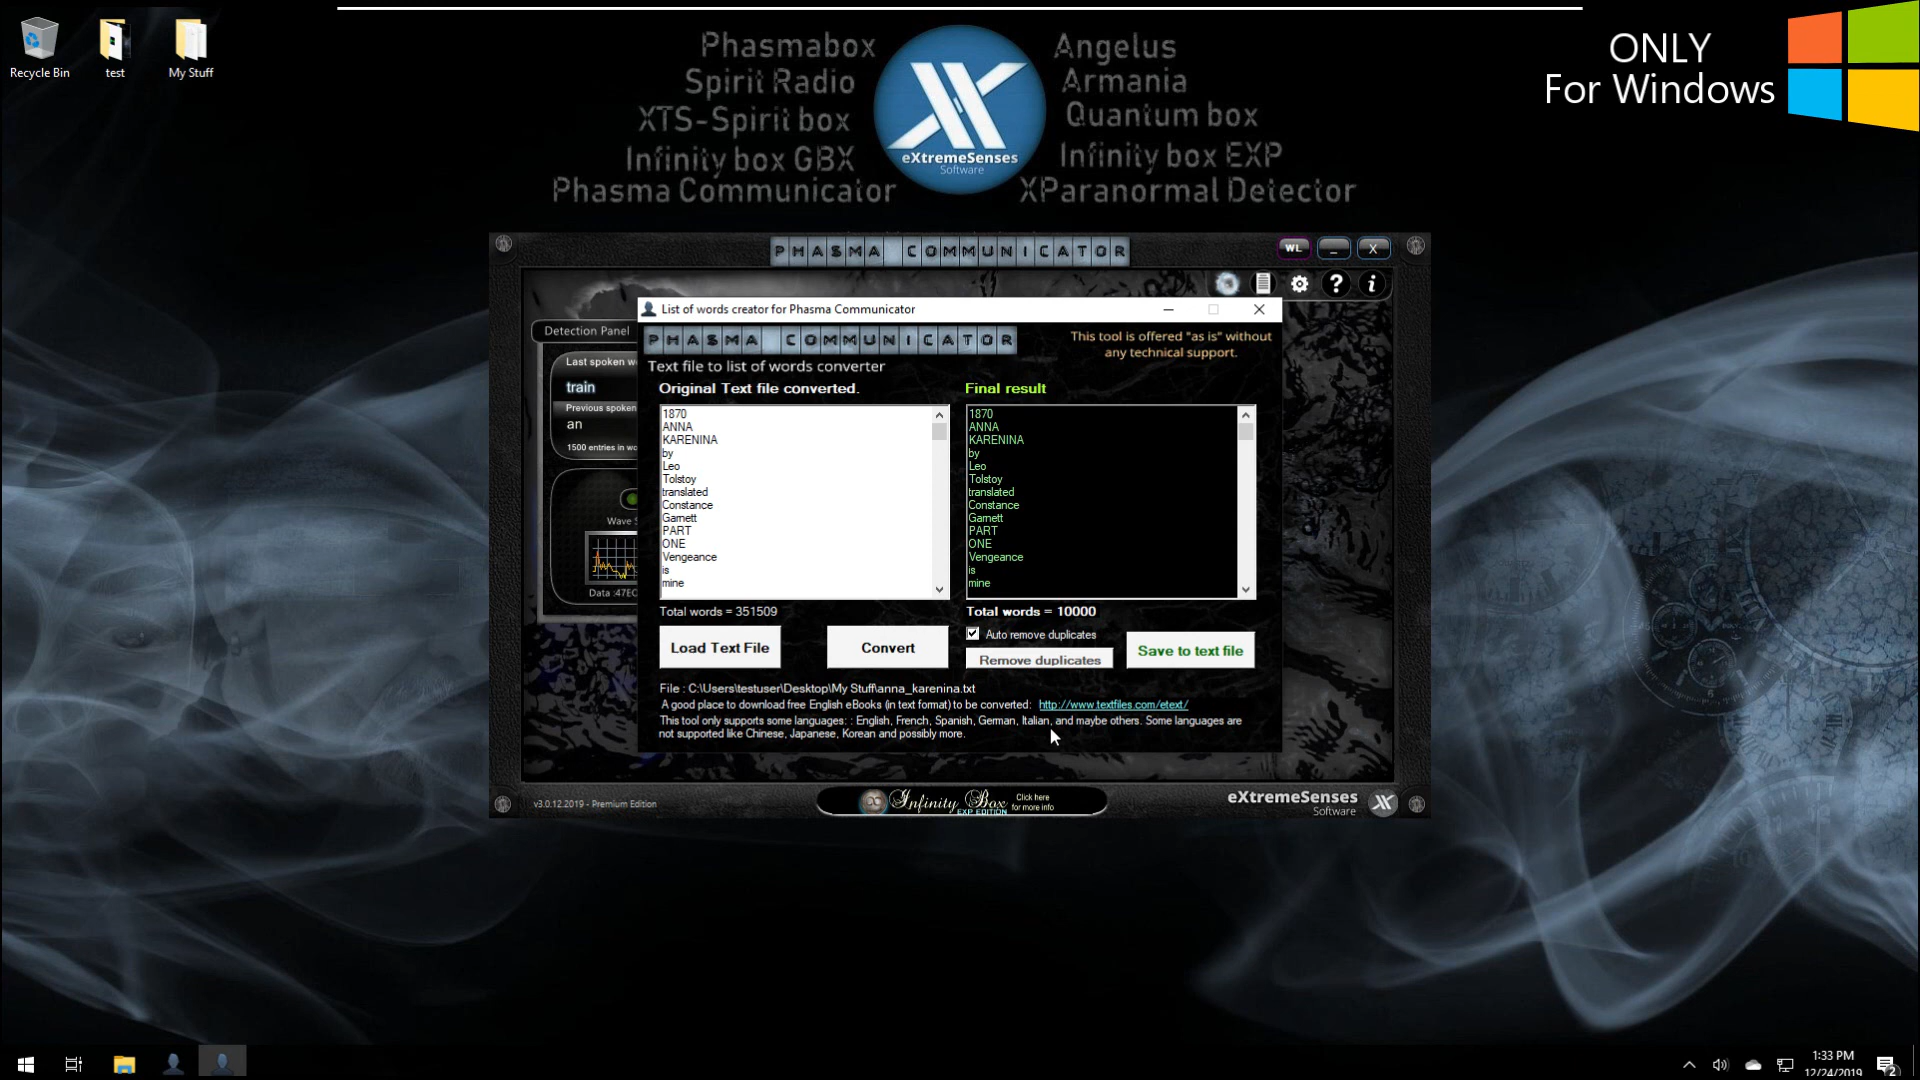 Recycle Bin
test
My Stuff
Phasmabox
Spirit Radio
XTS-Spirit box
Infinity box GBX
Phasma Communicator
eXtremeSenses
Software
Angelus
Armania
Quantum box
Infinity box EXP
XParanormal Detector
ONLY
For Windows
PHASMA COMMUNICATOR
WL
_
X
?
i
Detection Panel
Last spoken w
train
Previous spoken
an
1500 entries in wo
Wave S
Data :47EC
List of words creator for Phasma Communicator
PHASMA COMMUNICATOR
This tool is offered "as is" without
any technical support.
Text file to list of words converter
Original Text file converted.
1870
ANNA
KARENINA
by
Leo
Tolstoy
translated
Constance
Garnett
PART
ONE
Vengeance
is
mine
Total words = 351509
Final result
1870
ANNA
KARENINA
by
Leo
Tolstoy
translated
Constance
Garnett
PART
ONE
Vengeance
is
mine
Total words = 10000
Auto remove duplicates
Load Text File
Convert
Remove duplicates
Save to text file
File : C:\Users\testuser\Desktop\My Stuff\anna_karenina.txt
A good place to download free English eBooks (in text format) to be converted: http://www.textfiles.com/etext/
This tool only supports some languages: : English, French, Spanish, German, Italian, and maybe others. Some languages are
not supported like Chinese, Japanese, Korean and possibly more.
v3.0.12.2019 - Premium Edition
Infinity Box
EXP EDITION
Click here
for more info
eXtremeSenses
Software
1:33 PM
12/24/2019
2